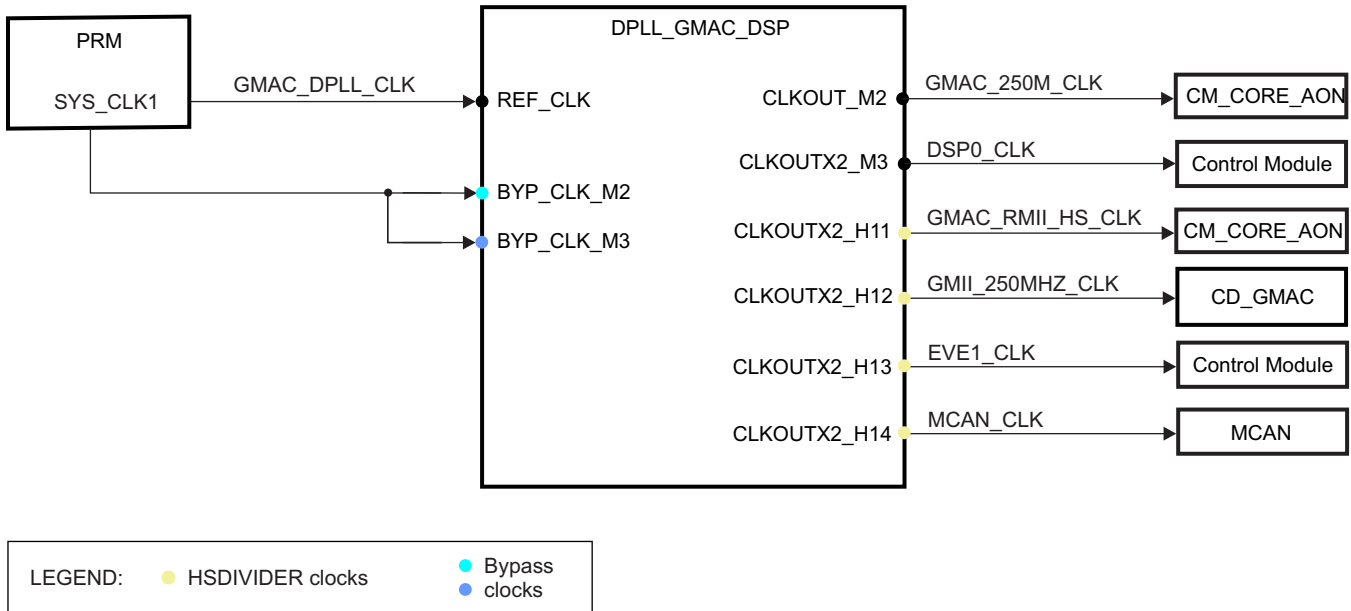 PRM
SYS_CLK1
GMAC_DPLL_CLK
DPLL_GMAC_DSP
REF_CLK
BYP_CLK_M2
BYP_CLK_M3
CLKOUT_M2
GMAC_250M_CLK
CM_CORE_AON
CLKOUTX2_M3
DSP0_CLK
Control Module
CLKOUTX2_H11
GMAC_RMII_HS_CLK
CM_CORE_AON
CLKOUTX2_H12
GMII_250MHZ_CLK
CD_GMAC
CLKOUTX2_H13
EVE1_CLK
Control Module
CLKOUTX2_H14
MCAN_CLK
MCAN
LEGEND:
HSDIVIDER clocks
Bypass
clocks